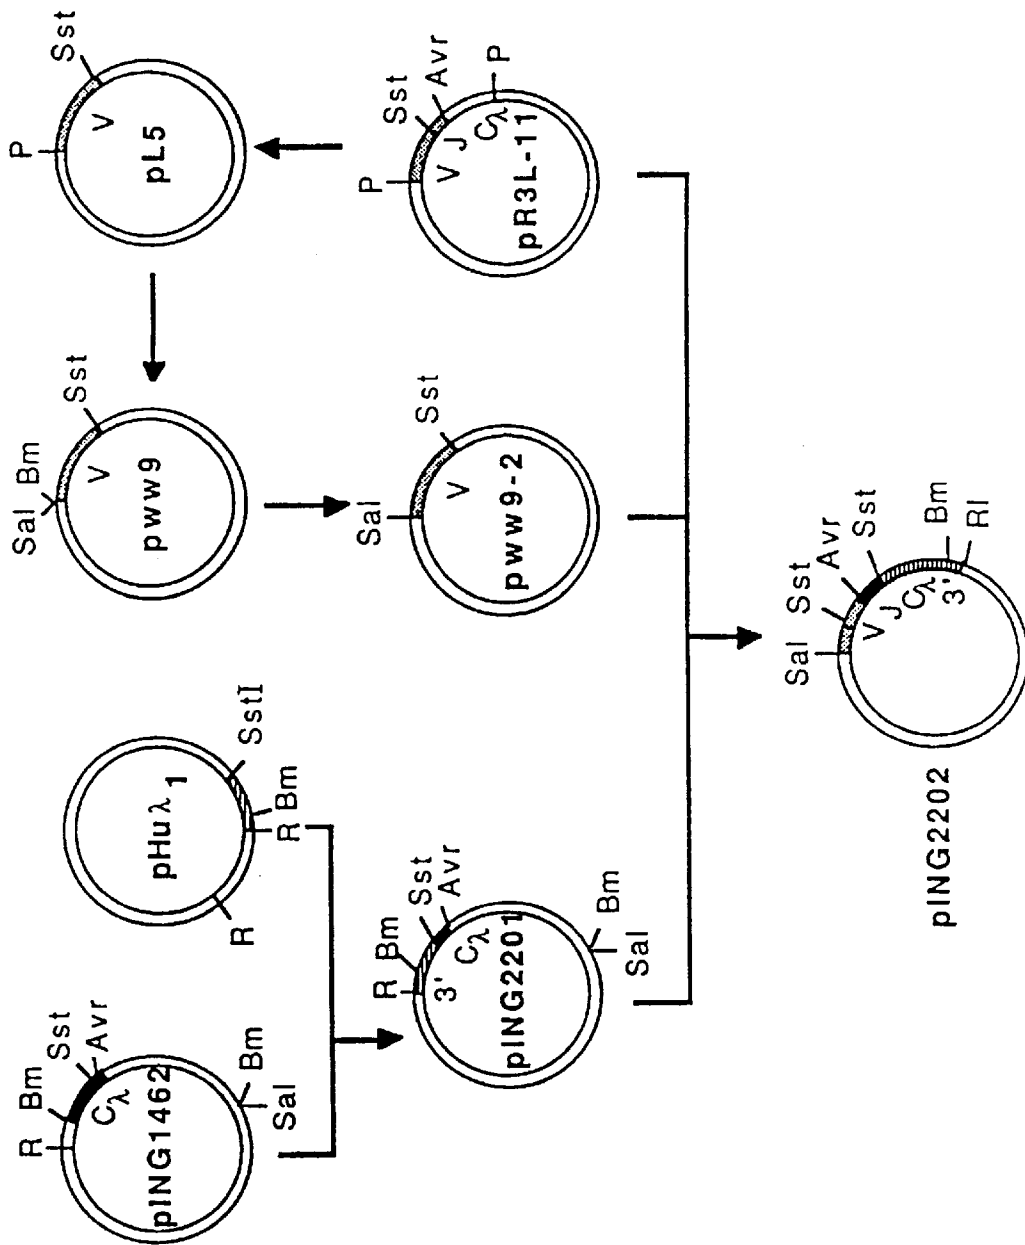 R
Bm
Sst
Avr
Cλ
pING1462
Bm
Sal
pHuλ1
SstI
Bm
R
R
Sal
Bm
Sst
V
pww9
P
Sst
V
pL5
R
Bm
Sst
Avr
3'
Cλ
pING2201
Bm
Sal
Sal
Sst
V
pww9-2
P
Sst
Avr
V
J
Cλ
P
pR3L-11
Sal
Sst
Avr
Sst
V
J
Cλ
3'
Bm
RI
pING2202